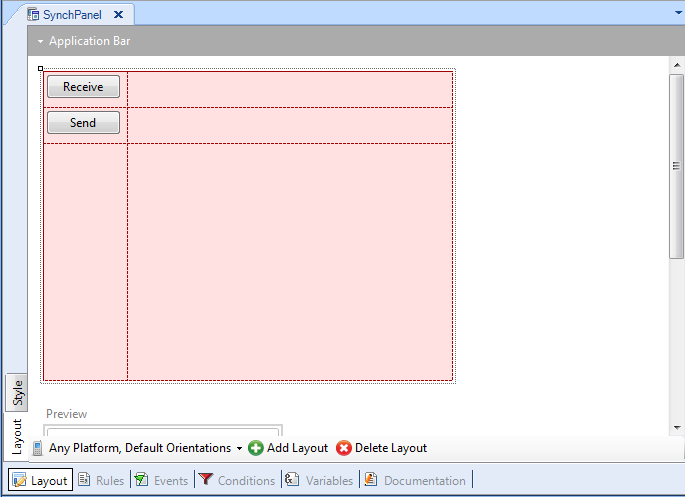 SynchPanel
Application Bar
Receive
Send
Preview
Style
Layout
Any Platform, Default Orientations Add Layout Delete Layout
Layout Rules Events Conditions Variables Documentation